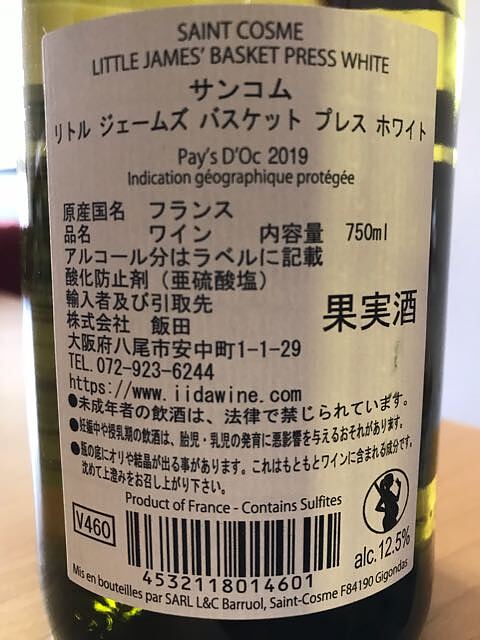 SAINT COSME
LITTLE JAMES' BASKET PRESS WHITE
サンコム
リトル ジェームズ バスケット プレス ホワイト
Pay's D'Oc 2019
Indication géographique protégée
原産国名 フランス
品名 ワイン 内容量 750ml
アルコール分はラベルに記載
酸化防止剤（亜硫酸塩）
輸入者及び引取先
株式会社 飯田
果実酒
大阪府八尾市安中町1-1-29
TEL.072-923-6244
https://www.iidawine.com
●未成年者の飲酒は、法律で禁じられています。
●妊娠中や授乳期の飲酒は、胎児・乳児の発育に悪影響を与えるおそれがあります。
●瓶の底にオリや結晶が出る事があります。これはもともとワインに含まれる成分です。
沈めて上澄みをお召し上がり下さい。
Product of France - Contains Sulfites
V460
4532118014601
alc.12.5%
Mis en bouteilles par SARL L&C Barruol, Saint-Cosme F84190 Gigondas